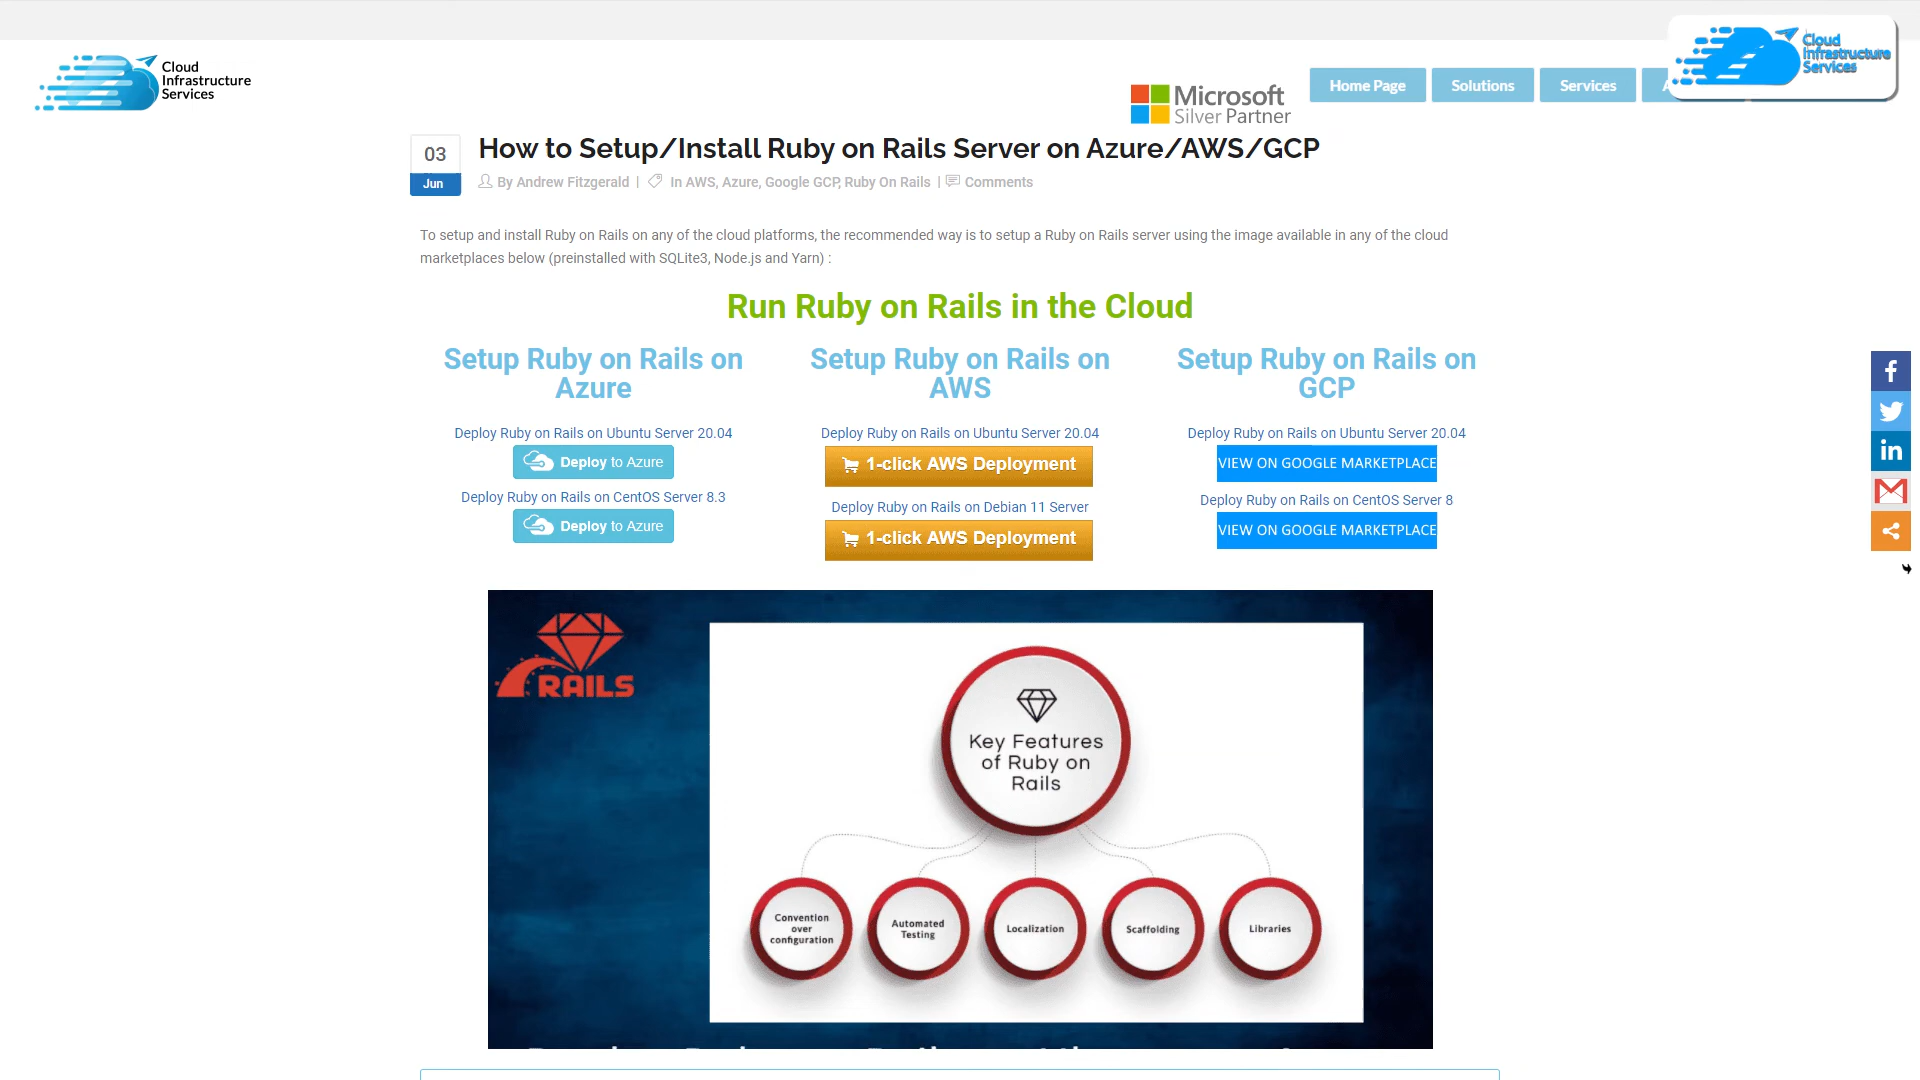 Cloud
Infrastructure
Services
Microsoft
Silver Partner
Home Page
Solutions
Services
Cloud
Infrastructure
Services
03
Jun
How to Setup/Install Ruby on Rails Server on Azure/AWS/GCP
By Andrew Fitzgerald | In AWS, Azure, Google GCP, Ruby On Rails | Comments
To setup and install Ruby on Rails on any of the cloud platforms, the recommended way is to setup a Ruby on Rails server using the image available in any of the cloud
marketplaces below (preinstalled with SQLite3, Node.js and Yarn) :
Run Ruby on Rails in the Cloud
Setup Ruby on Rails on
Azure
Deploy Ruby on Rails on Ubuntu Server 20.04
Deploy to Azure
Deploy Ruby on Rails on CentOS Server 8.3
Deploy to Azure
Setup Ruby on Rails on
AWS
Deploy Ruby on Rails on Ubuntu Server 20.04
1-click AWS Deployment
Deploy Ruby on Rails on Debian 11 Server
1-click AWS Deployment
Setup Ruby on Rails on
GCP
Deploy Ruby on Rails on Ubuntu Server 20.04
VIEW ON GOOGLE MARKETPLACE
Deploy Ruby on Rails on CentOS Server 8
VIEW ON GOOGLE MARKETPLACE
RAILS
Key Features
of Ruby on
Rails
Convention
over
configuration
Automated
Testing
Localization
Scaffolding
Libraries